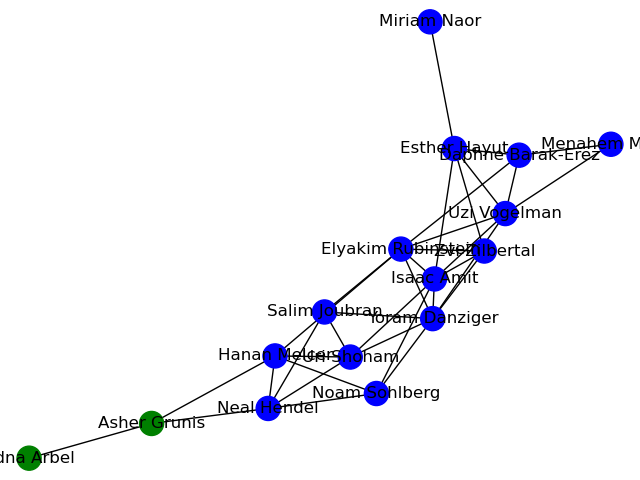 Miriam Naor
Esther Hayut
Menahem M
Daphne Barak-Erez
Uzi Vogelman
Elyakim Rubinstein
Zvi Zilbertal
Isaac Amit
Salim Joubran
Yoram Danziger
Hanan Melcer
Uri Shoham
Noam Sohlberg
Neal Hendel
Asher Grunis
dna Arbel